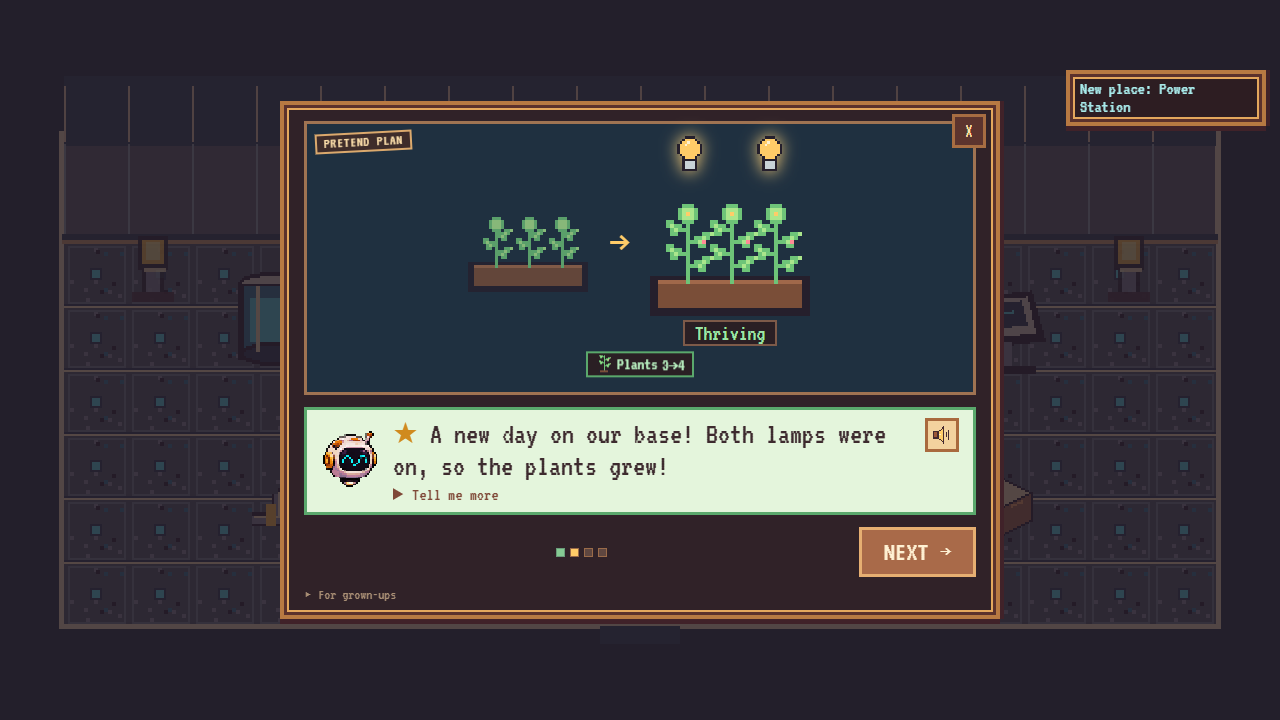 New place: Power
Station
PRETEND PLAN
X
Thriving
Plants 3→4
★ A new day on our base! Both lamps were
on, so the plants grew!
▶ Tell me more
NEXT →
▸ For grown-ups